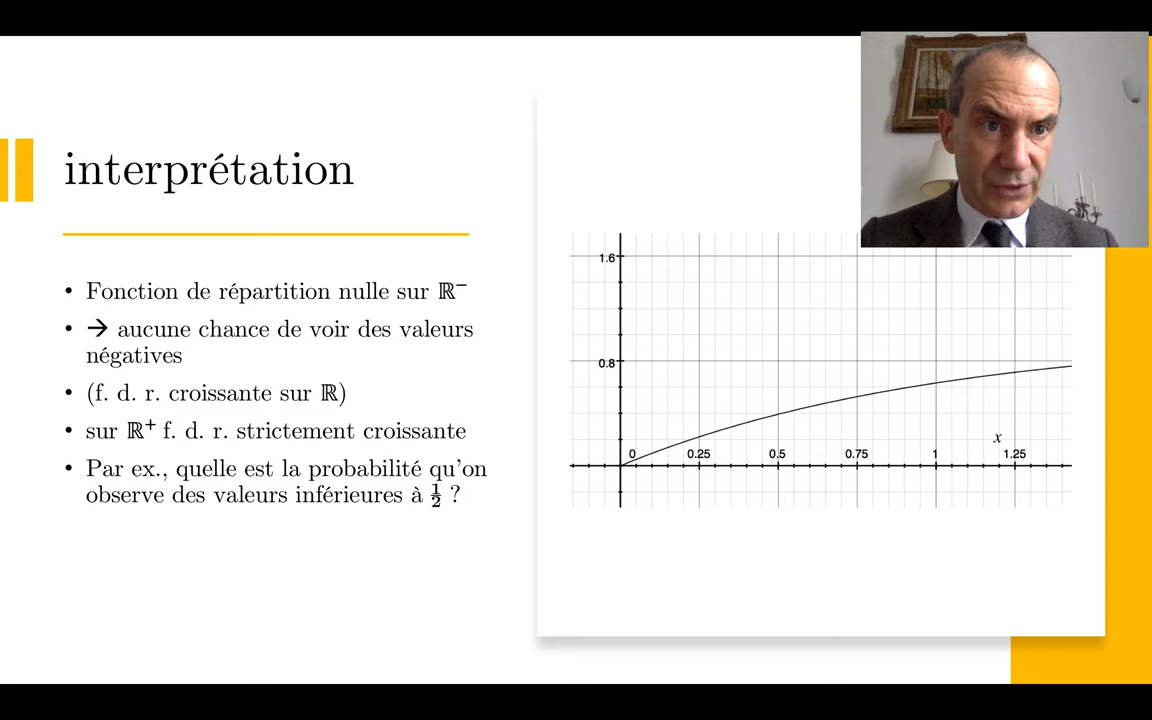 interprétation
• Fonction de répartition nulle sur ℝ⁻
• → aucune chance de voir des valeurs
négatives
• (f. d. r. croissante sur ℝ)
• sur ℝ⁺ f. d. r. strictement croissante
• Par ex., quelle est la probabilité qu’on
observe des valeurs inférieures à ½ ?
1.6
0.8
x
0 0.25 0.5 0.75 1 1.25